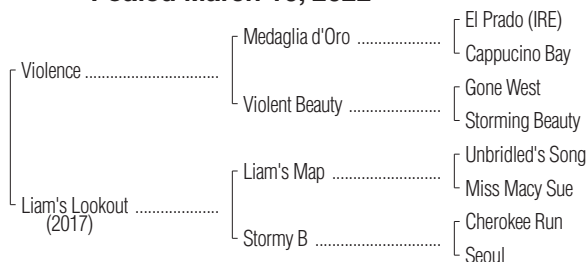 Foaled March 16, 2022
El Prado (IRE)
Medaglia d'Oro
Cappucino Bay
Violence
Gone West
Violent Beauty
Storming Beauty
Unbridled's Song
Liam's Map
Miss Macy Sue
Liam's Lookout
(2017)
Cherokee Run
Stormy B
Seoul